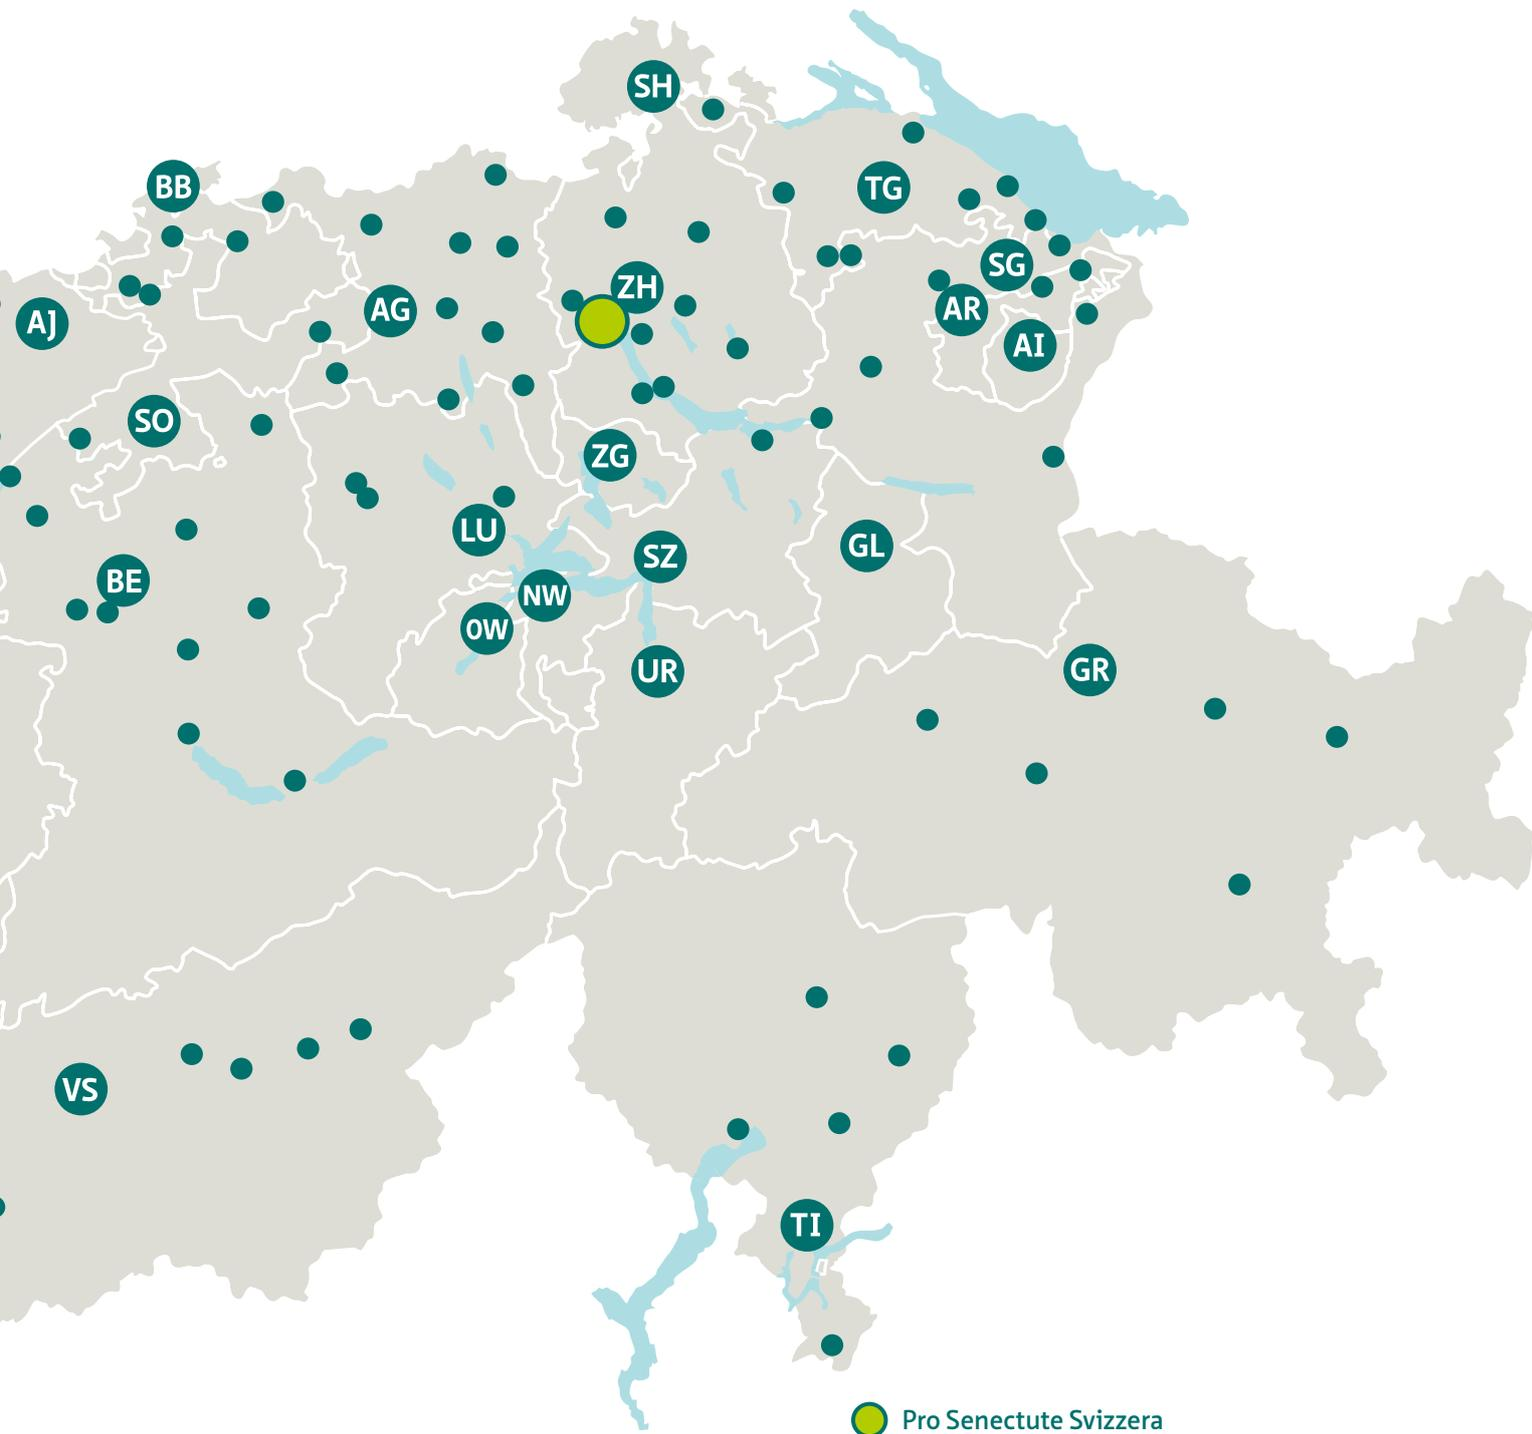 SH
BB
TG
SG
ZH
AR
AG
AJ
AI
SO
ZG
LU
GL
SZ
BE
NW
OW
GR
UR
VS
TI
Pro Senectute Svizzera